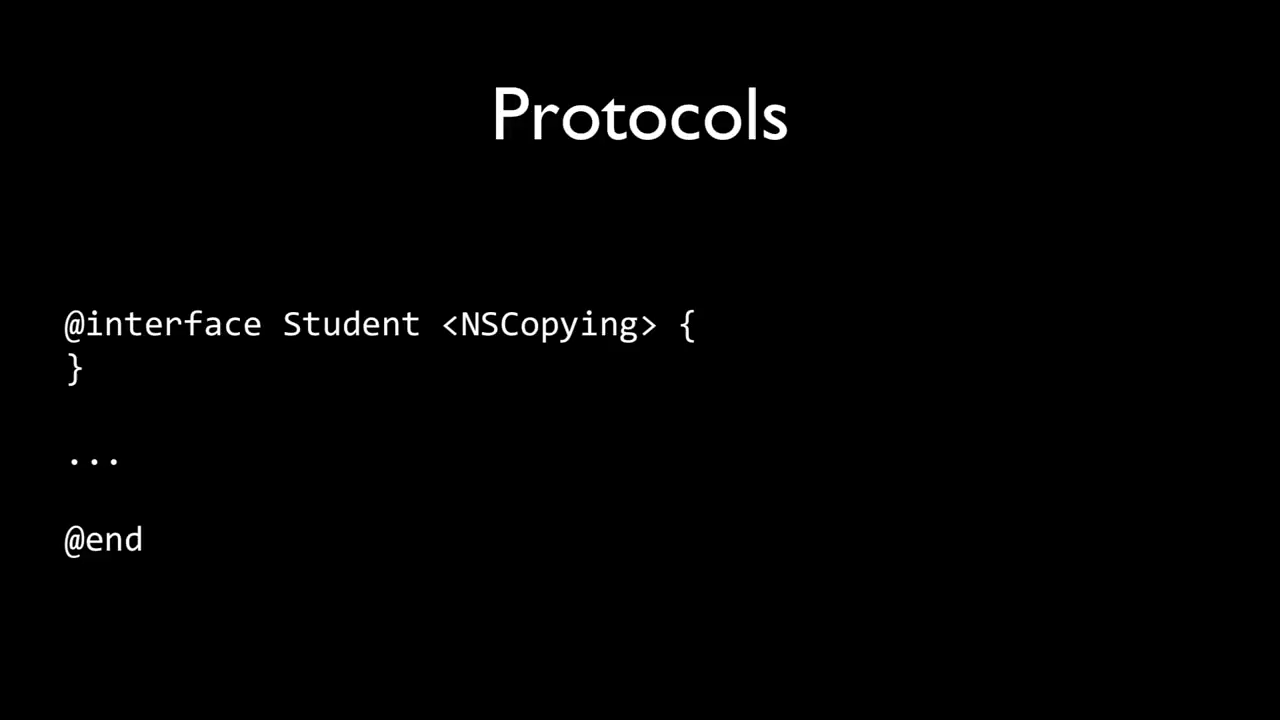 Protocols
@interface Student <NSCopying> {
}
...
@end